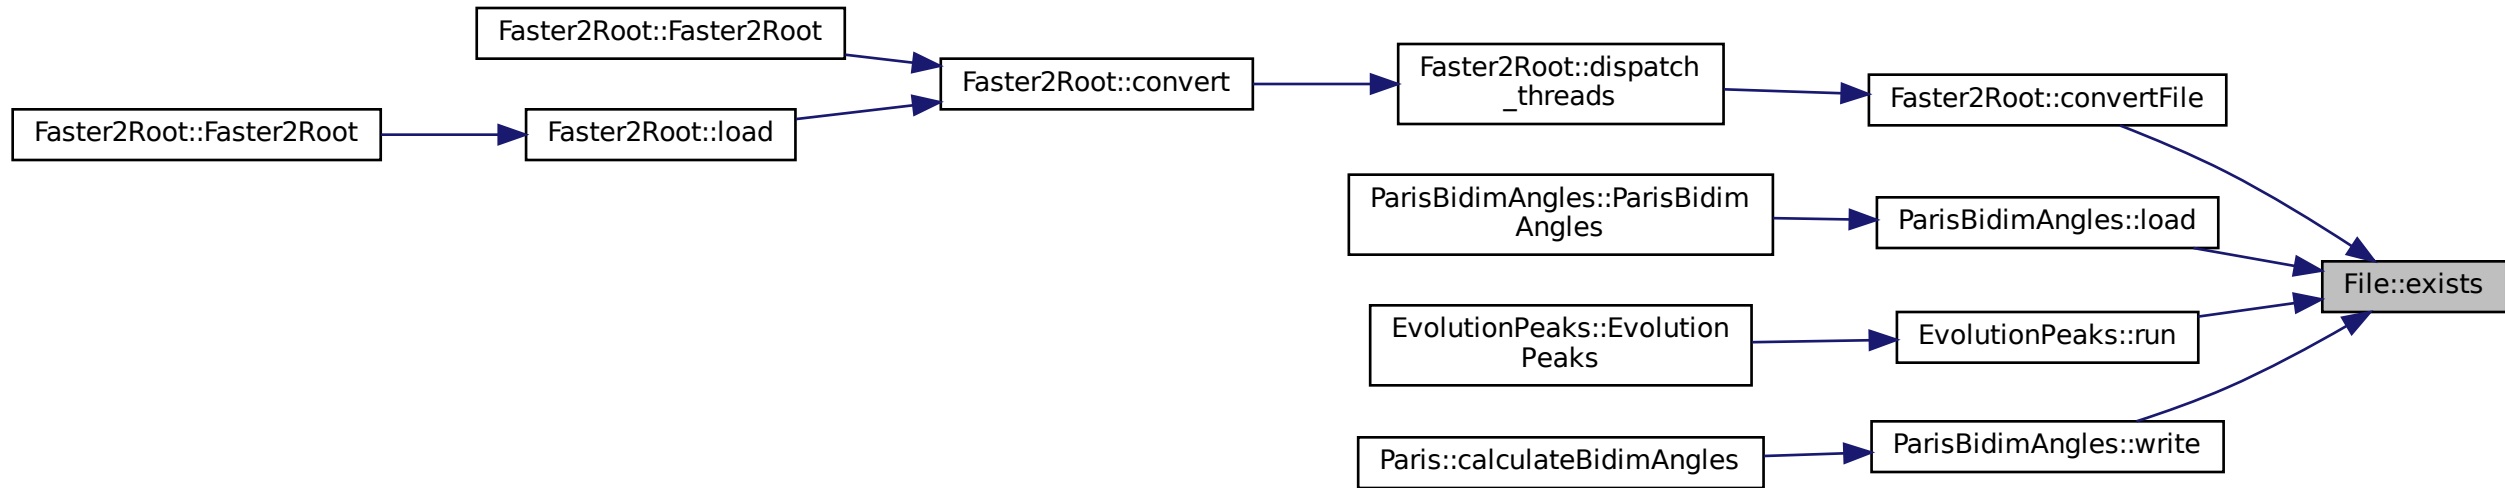 Faster2Root::Faster2Root
Faster2Root::convert
Faster2Root::dispatch
_threads
Faster2Root::convertFile
Faster2Root::Faster2Root
Faster2Root::load
ParisBidimAngles::ParisBidim
Angles
ParisBidimAngles::load
File::exists
EvolutionPeaks::Evolution
Peaks
EvolutionPeaks::run
Paris::calculateBidimAngles
ParisBidimAngles::write